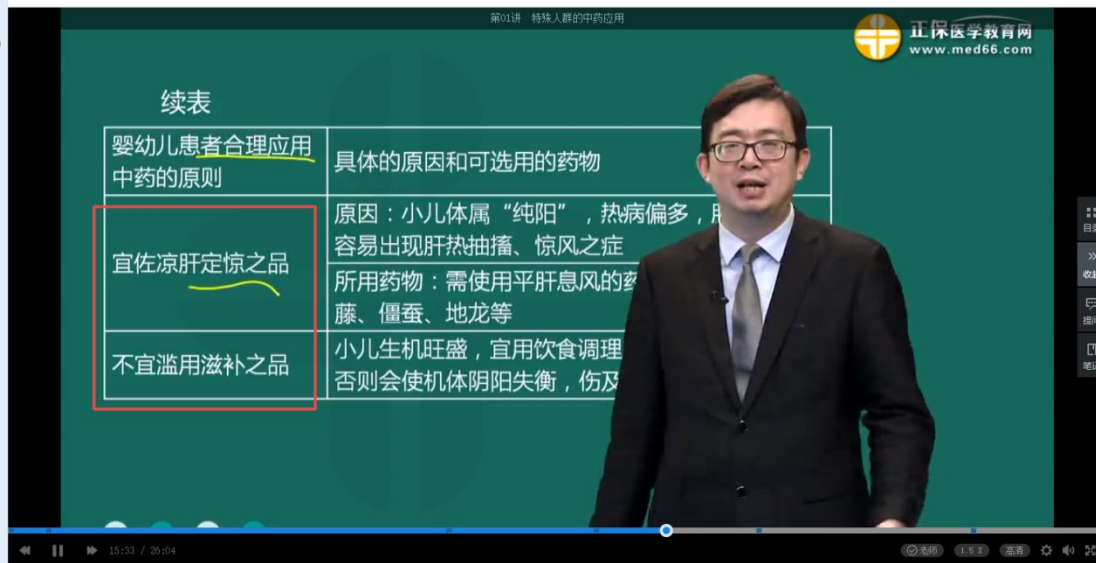 第01讲 特殊人群的中药应用
正保医学教育网
www.med66.com
续表
婴幼儿患者合理应用
中药的原则
具体的原因和可选用的药物
宜佐凉肝定惊之品
原因：小儿体属“纯阳”，热病偏多，
容易出现肝热抽搐、惊风之症
所用药物：需使用平肝息风的
藤、僵蚕、地龙等
不宜滥用滋补之品
小儿生机旺盛，宜用饮食调理
否则会使机体阴阳失衡，伤及
15:33 / 26:04
老师
1.5 X
高清